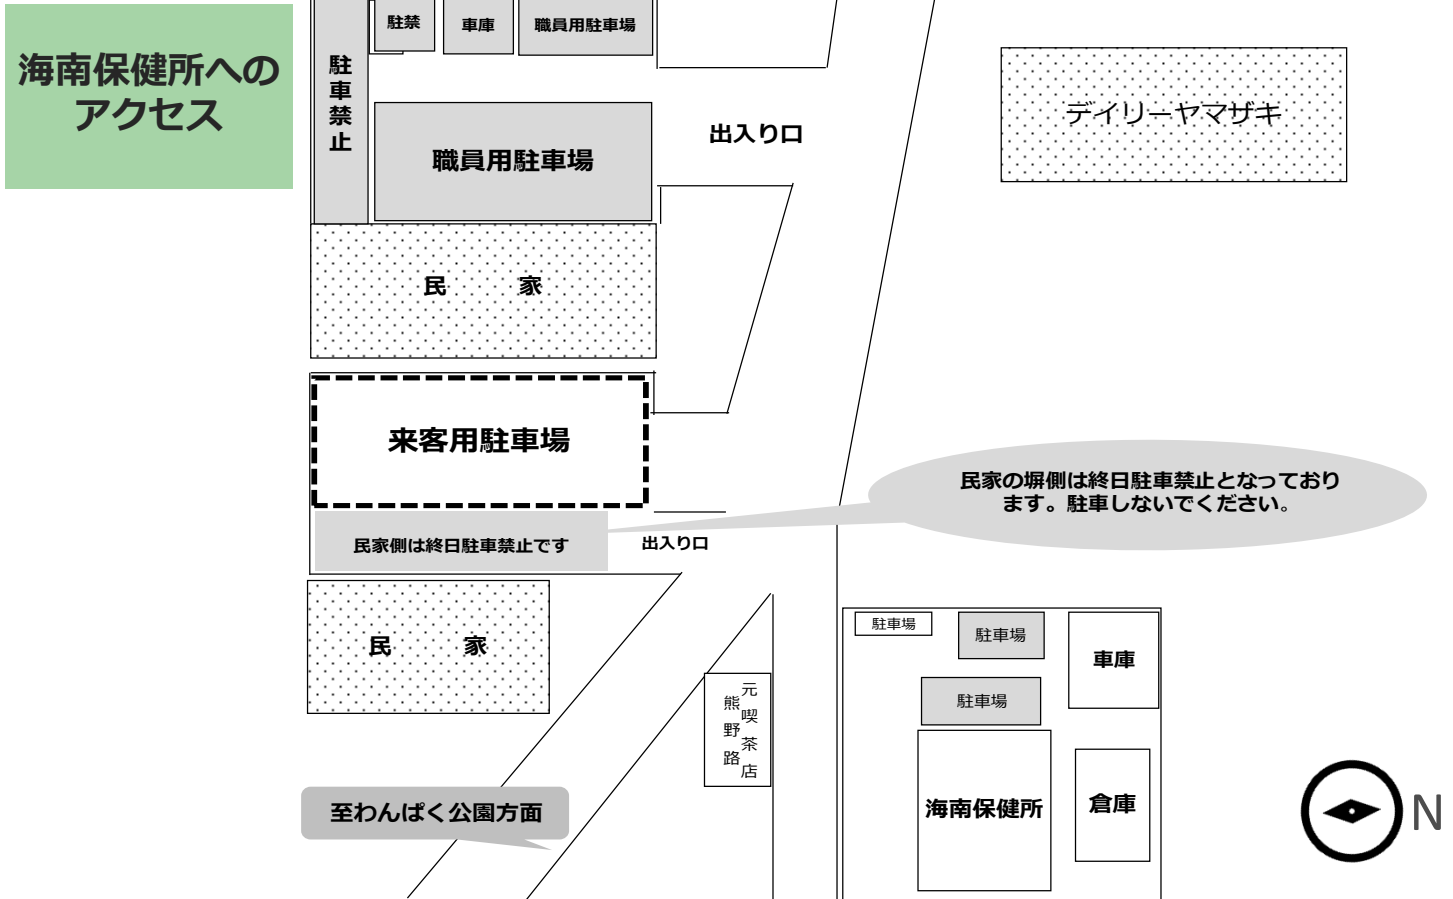 海南保健所への
アクセス
駐禁
車庫
職員用駐車場
駐車禁止
職員用駐車場
出入り口
デイリーヤマザキ
民　　家
来客用駐車場
民家の塀側は終日駐車禁止となっており
ます。駐車しないでください。
民家側は終日駐車禁止です
出入り口
民　　家
駐車場
駐車場
車庫
駐車場
元喫茶店
熊野路
海南保健所
倉庫
至わんぱく公園方面
N